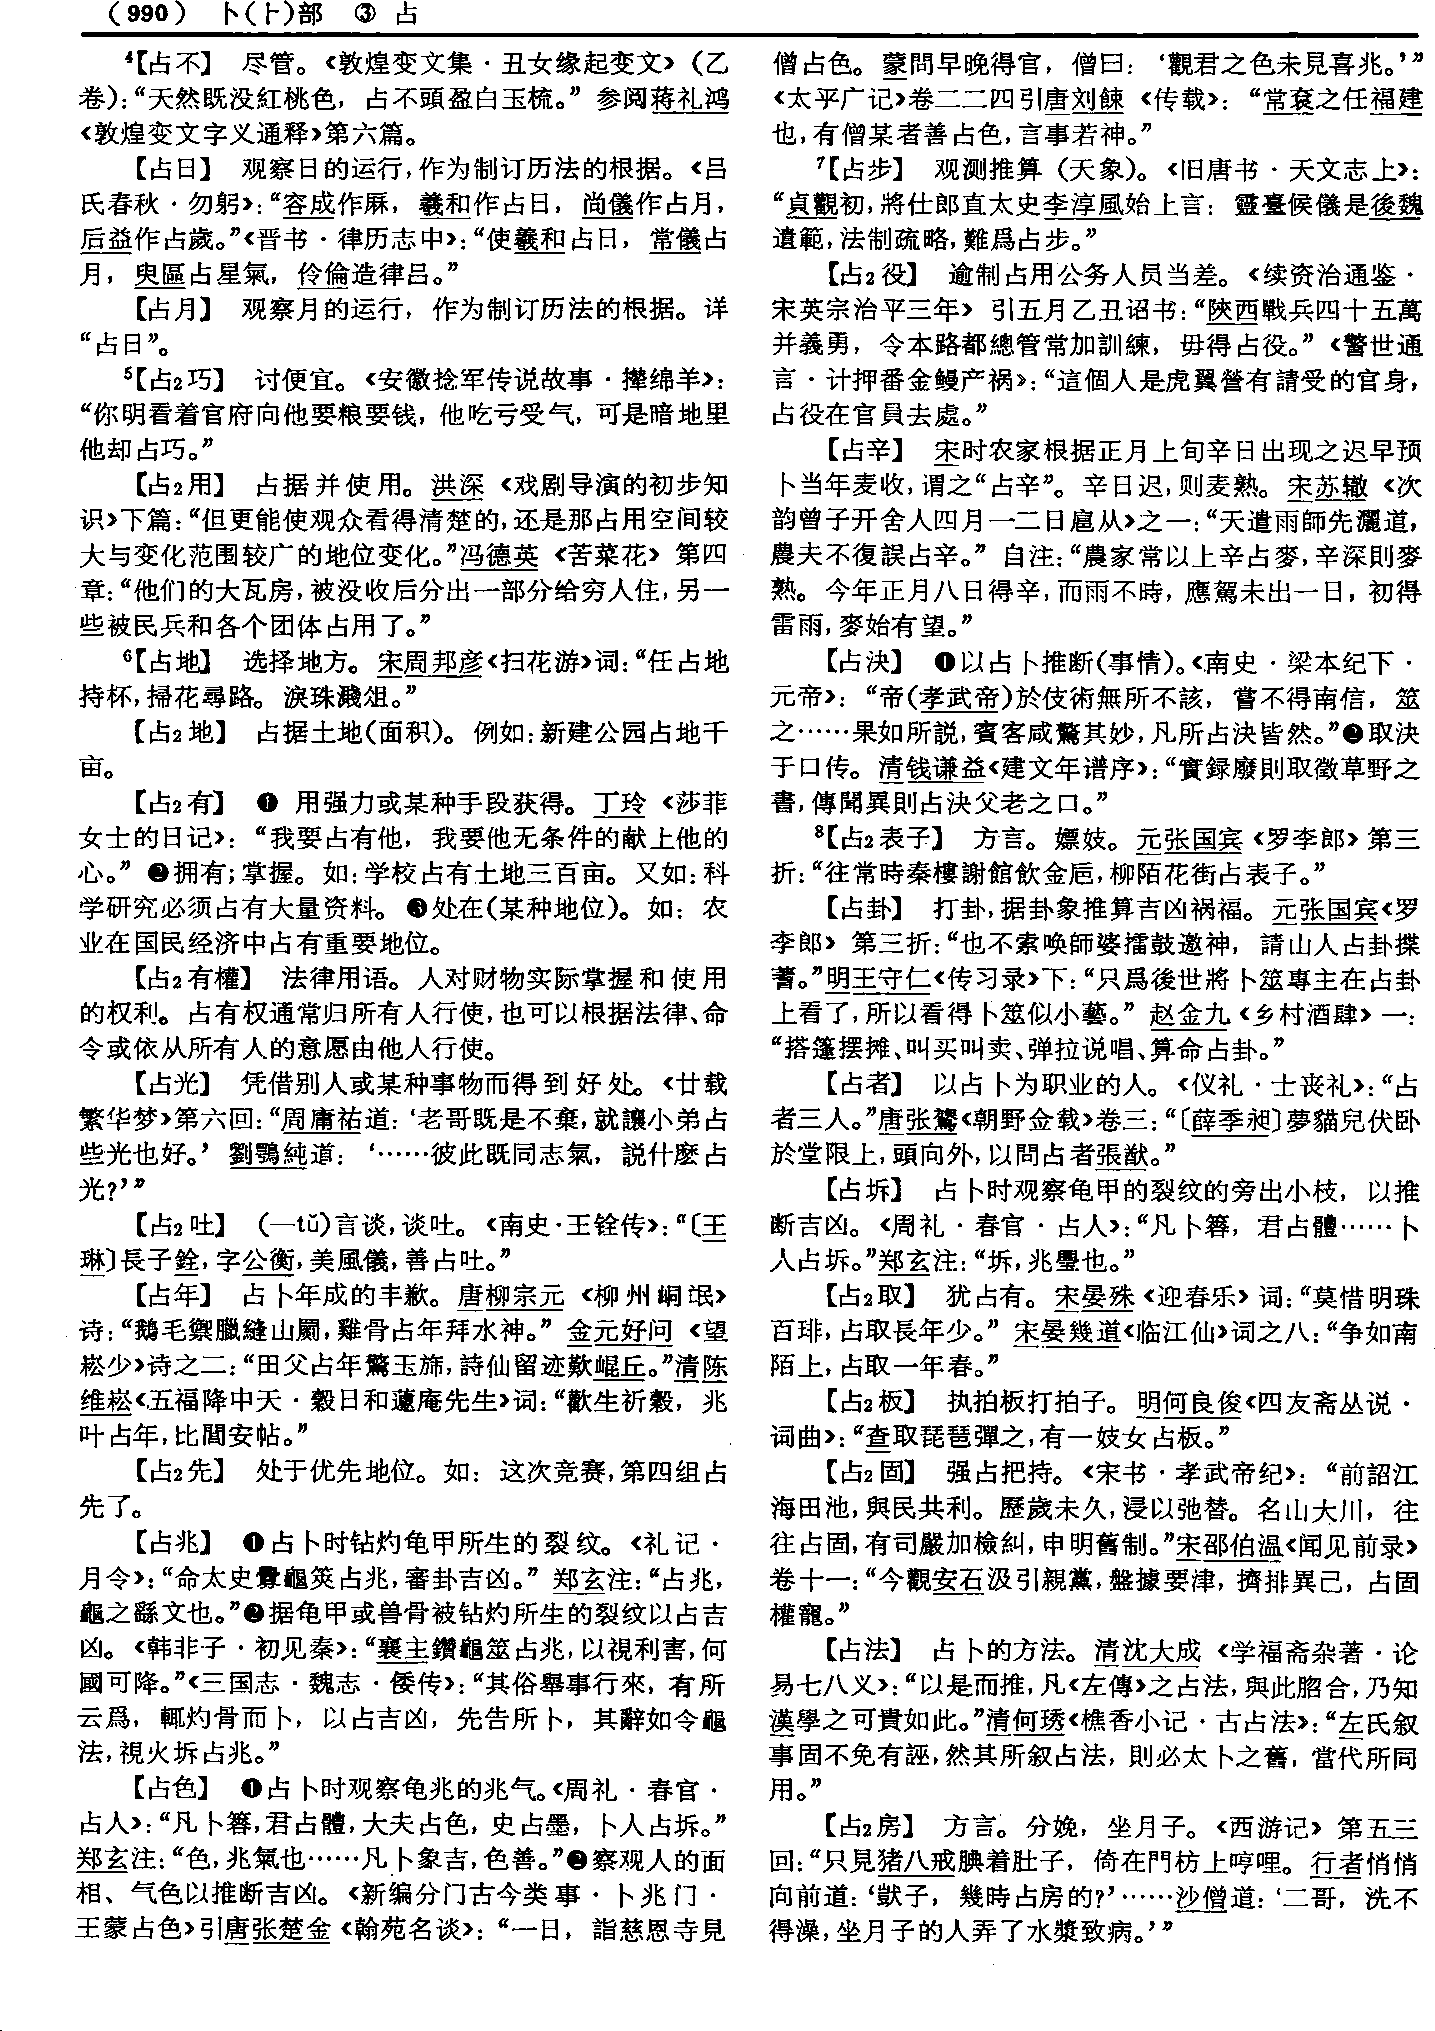 （990） 卜（⺊）部 ③ 占
⁴【占不】 尽管。《敦煌变文集·丑女缘起变文》（乙
卷）：“天然既没紅桃色，占不頭盈白玉梳。”参阅蒋礼鸿
《敦煌变文字义通释》第六篇。
【占日】 观察日的运行，作为制订历法的根据。《吕
氏春秋·勿躬》：“容成作厤，羲和作占日，尚儀作占月，
后益作占歲。”《晋书·律历志中》：“使羲和占日，常儀占
月，臾區占星氣，伶倫造律吕。”
【占月】 观察月的运行，作为制订历法的根据。详
“占日”。
⁵【占₂巧】 讨便宜。《安徽捻军传说故事·撵绵羊》：
“你明看着官府向他要粮要钱，他吃亏受气，可是暗地里
他却占巧。”
【占₂用】 占据并使用。洪深《戏剧导演的初步知
识》下篇：“但更能使观众看得清楚的，还是那占用空间较
大与变化范围较广的地位变化。”冯德英《苦菜花》第四
章：“他们的大瓦房，被没收后分出一部分给穷人住，另一
些被民兵和各个团体占用了。”
⁶【占地】 选择地方。宋周邦彦《扫花游》词：“任占地
持杯，掃花尋路。淚珠濺俎。”
【占₂地】 占据土地（面积）。例如：新建公园占地千
亩。
【占₂有】 ❶ 用强力或某种手段获得。丁玲《莎菲
女士的日记》：“我要占有他，我要他无条件的献上他的
心。”❷拥有；掌握。如：学校占有土地三百亩。又如：科
学研究必须占有大量资料。❸处在（某种地位）。如：农
业在国民经济中占有重要地位。
【占₂有權】 法律用语。人对财物实际掌握和使用
的权利。占有权通常归所有人行使，也可以根据法律、命
令或依从所有人的意愿由他人行使。
【占光】 凭借别人或某种事物而得到好处。《廿载
繁华梦》第六回：“周庸祐道：‘老哥既是不棄，就讓小弟占
些光也好。’劉鶚純道：‘……彼此既同志氣，説什麽占
光？’”
【占₂吐】 （—tǔ）言谈，谈吐。《南史·王铨传》：“〔王
琳〕長子銓，字公衡，美風儀，善占吐。”
【占年】 占卜年成的丰歉。唐柳宗元《柳州峒氓》
诗：“鵝毛禦臘縫山罽，雞骨占年拜水神。”金元好问《望
崧少》诗之二：“田父占年驚玉旆，詩仙留迹歎崐丘。”清陈
维崧《五福降中天·穀日和蘧庵先生》词：“歡生祈穀，兆
叶占年，比閭安帖。”
【占₂先】 处于优先地位。如：这次竞赛，第四组占
先了。
【占兆】 ❶占卜时钻灼龟甲所生的裂纹。《礼记·
月令》：“命太史釁龜筴占兆，審卦吉凶。”郑玄注：“占兆，
龜之繇文也。”❷据龟甲或兽骨被钻灼所生的裂纹以占吉
凶。《韩非子·初见秦》：“襄主鑽龜筮占兆，以視利害，何
國可降。”《三国志·魏志·倭传》：“其俗舉事行來，有所
云爲，輒灼骨而卜，以占吉凶，先告所卜，其辭如令龜
法，視火坼占兆。”
【占色】 ❶占卜时观察龟兆的兆气。《周礼·春官·
占人》：“凡卜簭，君占體，大夫占色，史占墨，卜人占坼。”
郑玄注：“色，兆氣也……凡卜象吉，色善。”❷察观人的面
相、气色以推断吉凶。《新编分门古今类事·卜兆门·
王蒙占色》引唐张楚金《翰苑名谈》：“一日，詣慈恩寺見
僧占色。蒙問早晚得官，僧曰：‘觀君之色未見喜兆。’”
《太平广记》卷二二四引唐刘餗《传载》：“常袞之任福建
也，有僧某者善占色，言事若神。”
⁷【占步】 观测推算（天象）。《旧唐书·天文志上》：
“貞觀初，將仕郎直太史李淳風始上言：靈臺候儀是後魏
遺範，法制疏略，難爲占步。”
【占₂役】 逾制占用公务人员当差。《续资治通鉴·
宋英宗治平三年》引五月乙丑诏书：“陝西戰兵四十五萬
并義勇，令本路都總管常加訓練，毋得占役。”《警世通
言·计押番金鳗产祸》：“這個人是虎翼營有請受的官身，
占役在官員去處。”
【占辛】 宋时农家根据正月上旬辛日出现之迟早预
卜当年麦收，谓之“占辛”。辛日迟，则麦熟。宋苏辙《次
韵曾子开舍人四月一二日扈从》之一：“天遣雨師先灑道，
農夫不復誤占辛。”自注：“農家常以上辛占麥，辛深則麥
熟。今年正月八日得辛，而雨不時，應駕未出一日，初得
雷雨，麥始有望。”
【占決】 ❶以占卜推断（事情）。《南史·梁本纪下·
元帝》：“帝（孝武帝）於伎術無所不該，嘗不得南信，筮
之……果如所説，賓客咸驚其妙，凡所占決皆然。”❷取决
于口传。清钱谦益《建文年谱序》：“實録廢則取徵草野之
書，傳聞異則占決父老之口。”
⁸【占₂表子】 方言。嫖妓。元张国宾《罗李郎》第三
折：“往常時秦樓謝館飲金巵，柳陌花街占表子。”
【占卦】 打卦，据卦象推算吉凶祸福。元张国宾《罗
李郎》第三折：“也不索唤師婆擂鼓邀神，請山人占卦揲
蓍。”明王守仁《传习录》下：“只爲後世將卜筮專主在占卦
上看了，所以看得卜筮似小藝。”赵金九《乡村酒肆》一：
“搭篷摆摊、叫买叫卖、弹拉说唱、算命占卦。”
【占者】 以占卜为职业的人。《仪礼·士丧礼》：“占
者三人。”唐张鷟《朝野金载》卷三：“〔薛季昶〕夢貓兒伏卧
於堂限上，頭向外，以問占者張猷。”
【占坼】 占卜时观察龟甲的裂纹的旁出小枝，以推
断吉凶。《周礼·春官·占人》：“凡卜簭，君占體……卜
人占坼。”郑玄注：“坼，兆舋也。”
【占₂取】 犹占有。宋晏殊《迎春乐》词：“莫惜明珠
百琲，占取長年少。”宋晏幾道《临江仙》词之八：“争如南
陌上，占取一年春。”
【占₂板】 执拍板打拍子。明何良俊《四友斋丛说·
词曲》：“查取琵琶彈之，有一妓女占板。”
【占₂固】 强占把持。《宋书·孝武帝纪》：“前詔江
海田池，與民共利。歷歲未久，浸以弛替。名山大川，往
往占固，有司嚴加檢糾，申明舊制。”宋邵伯温《闻见前录》
卷十一：“今觀安石汲引親黨，盤據要津，擠排異己，占固
權寵。”
【占法】 占卜的方法。清沈大成《学福斋杂著·论
易七八义》：“以是而推，凡《左傳》之占法，與此脗合，乃知
漢學之可貴如此。”清何琇《樵香小记·古占法》：“左氏叙
事固不免有誣，然其所叙占法，則必太卜之舊，當代所同
用。”
【占₂房】 方言。分娩，坐月子。《西游记》第五三
回：“只見猪八戒腆着肚子，倚在門枋上哼哩。行者悄悄
向前道：‘獃子，幾時占房的？’……沙僧道：‘二哥，洗不
得澡，坐月子的人弄了水漿致病。’”